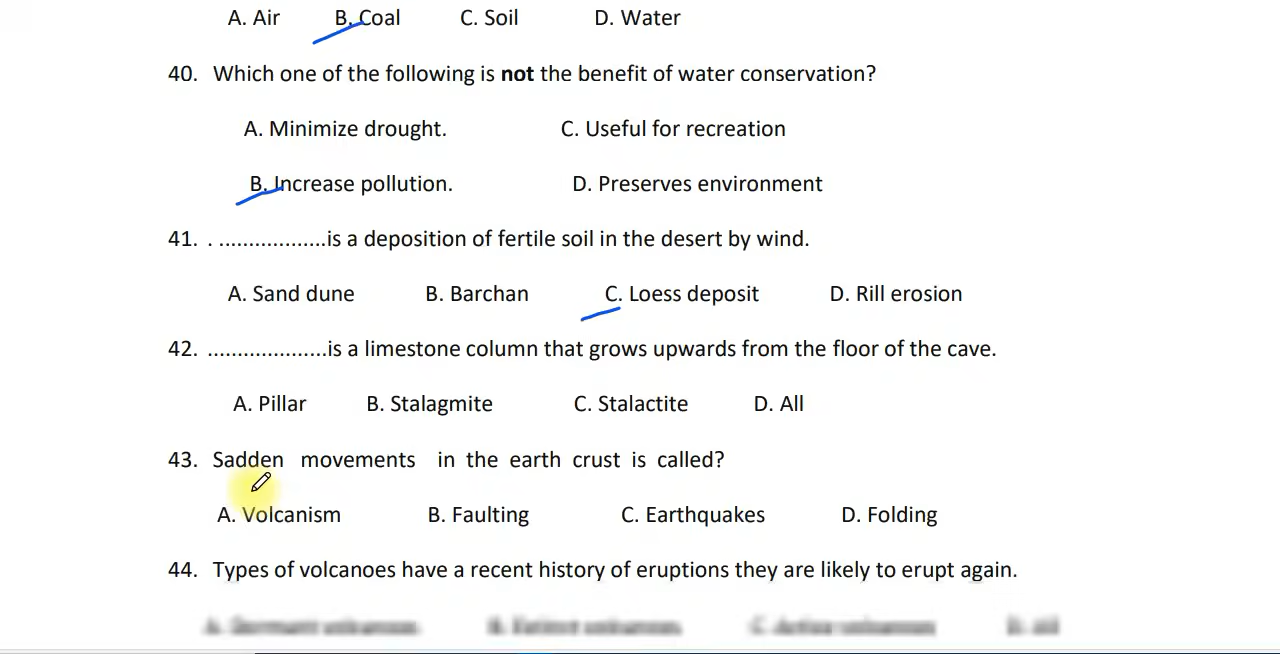 A. Air B. Coal C. Soil D. Water
40. Which one of the following is not the benefit of water conservation?
A. Minimize drought. C. Useful for recreation
B. Increase pollution. D. Preserves environment
41. . ..................is a deposition of fertile soil in the desert by wind.
A. Sand dune B. Barchan C. Loess deposit D. Rill erosion
42. ....................is a limestone column that grows upwards from the floor of the cave.
A. Pillar B. Stalagmite C. Stalactite D. All
43. Sadden movements in the earth crust is called?
A. Volcanism B. Faulting C. Earthquakes D. Folding
44. Types of volcanoes have a recent history of eruptions they are likely to erupt again.